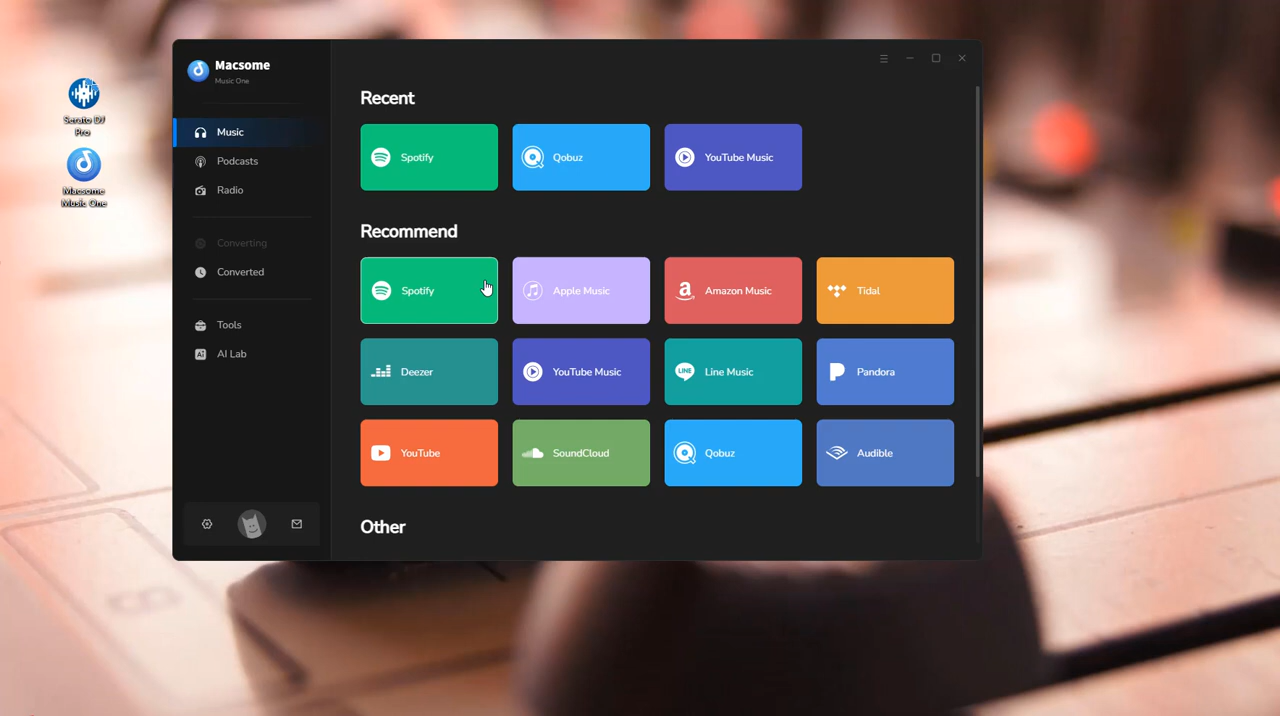 Serato DJ
Pro
Macsome
Music One
Macsome
Music One
Music
Podcasts
Radio
Converting
Converted
Tools
AI Lab
Recent
Spotify
Qobuz
YouTube Music
Recommend
Spotify
Apple Music
Amazon Music
Tidal
Deezer
YouTube Music
LINE
Line Music
Pandora
YouTube
SoundCloud
Qobuz
Audible
Other